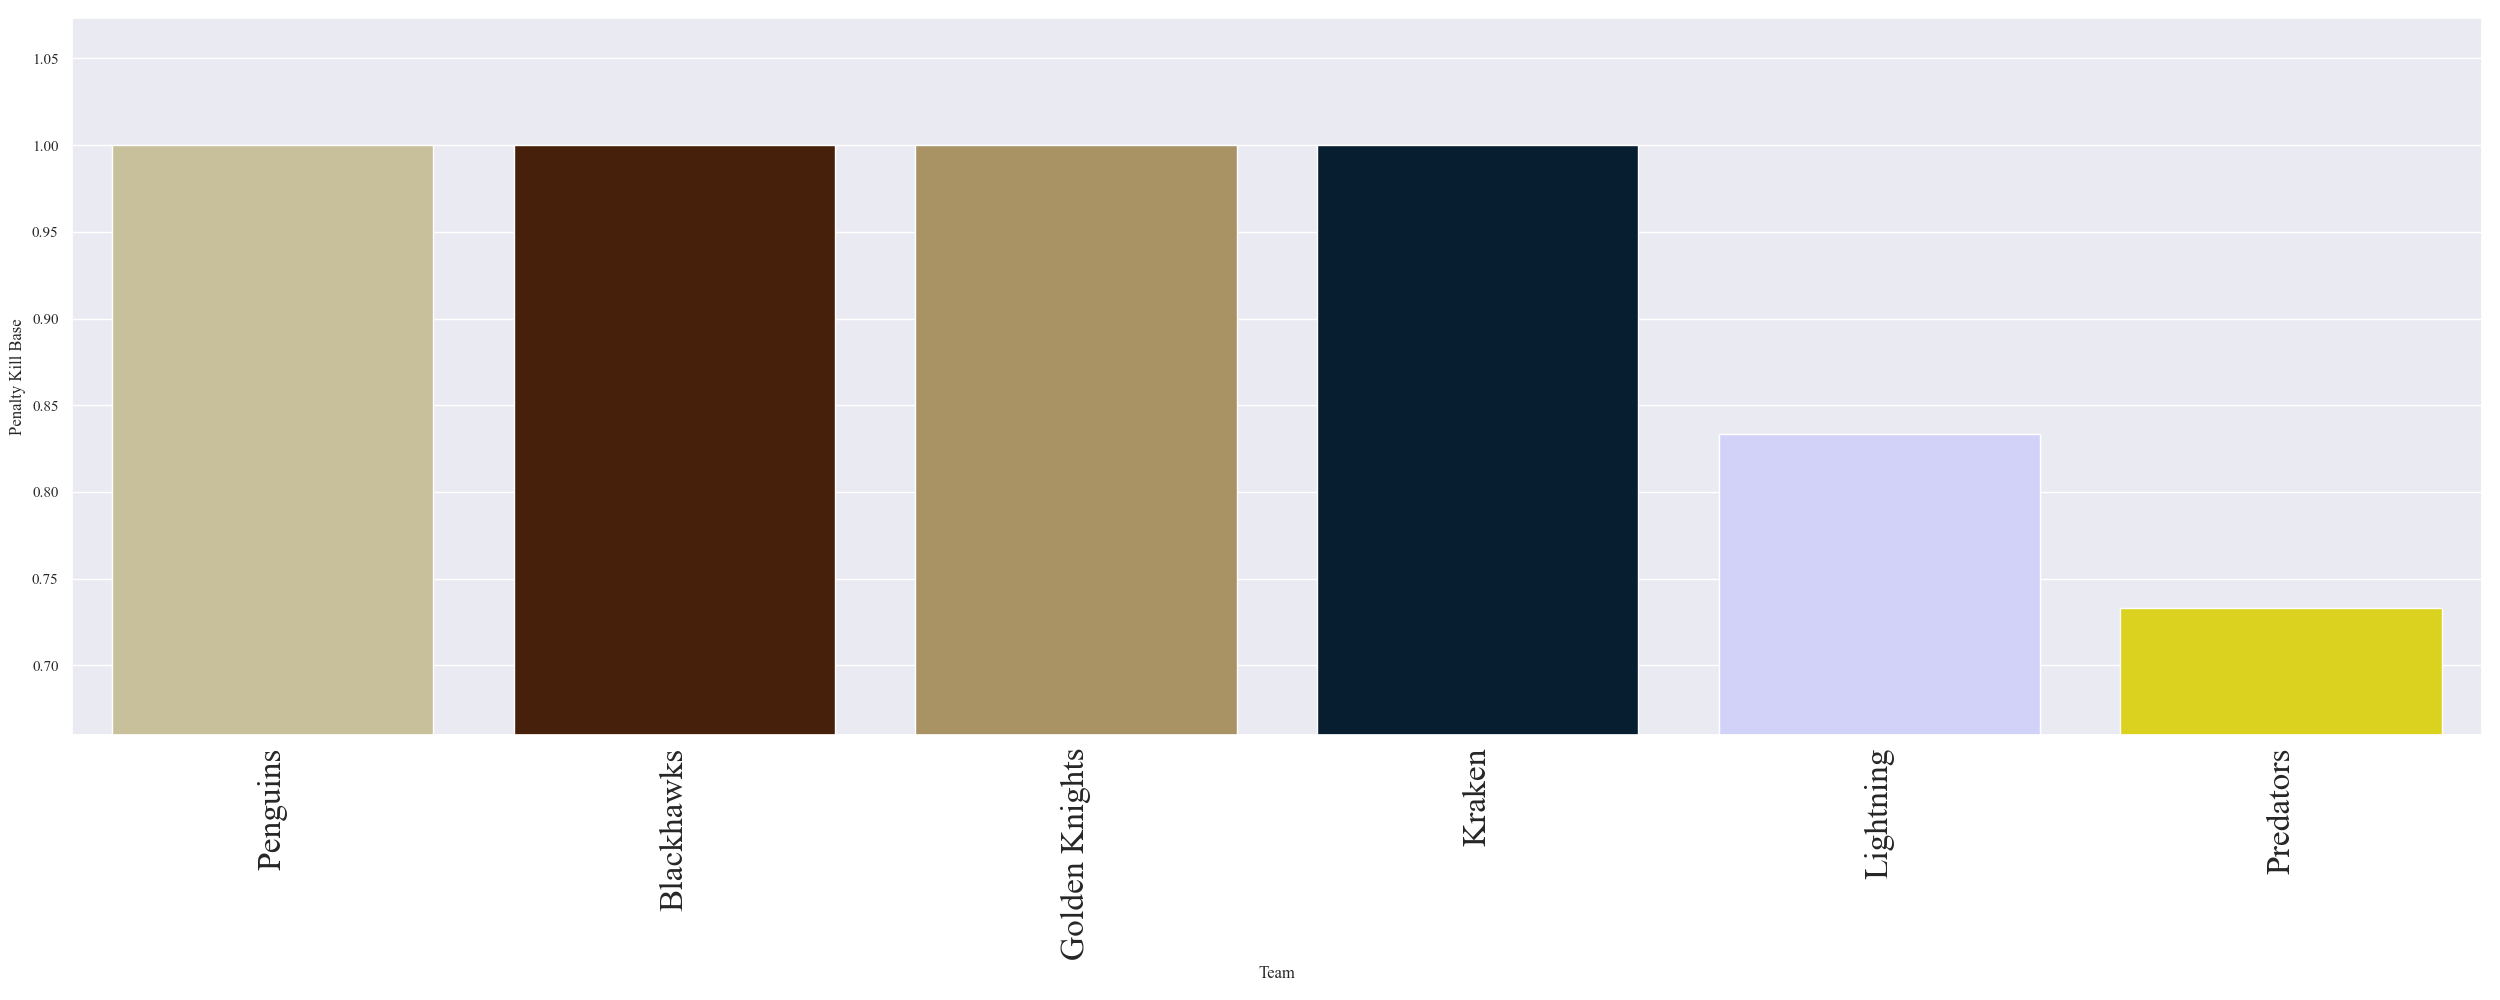 1.05
1.00
0.95
0.90
0.85
0.80
0.75
0.70
Penalty Kill Base
Penguins
Blackhawks
Golden Knights
Kraken
Lightning
Predators
Team